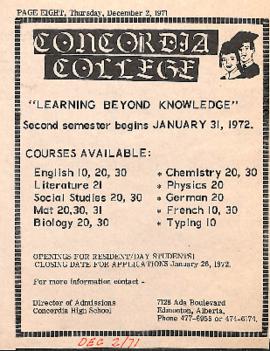 PAGE EIGHT, Thursday, December 2, 1971
CONCORDIA
COLLEGE
"LEARNING BEYOND KNOWLEDGE"
Second semester begins JANUARY 31, 1972.
COURSES AVAILABLE:
English 10, 20, 30
Literature 21
Social Studies 20, 30
Mat 20,30, 31
Biology 20, 30
* Chemistry 20, 30
* Physics 20
* German 20
* French 10, 30
* Typing 10
OPENINGS FOR RESIDENT/DAY STUDENTS)
CLOSING DATE FOR APPLICATIONS January 26, 1972.
For more information contact -
Director of Admissions
Concordia High School
7128 Ada Boulevard
Edmonton, Alberta.
Phone 477-6953 or 474-6174.
DEC 2/71